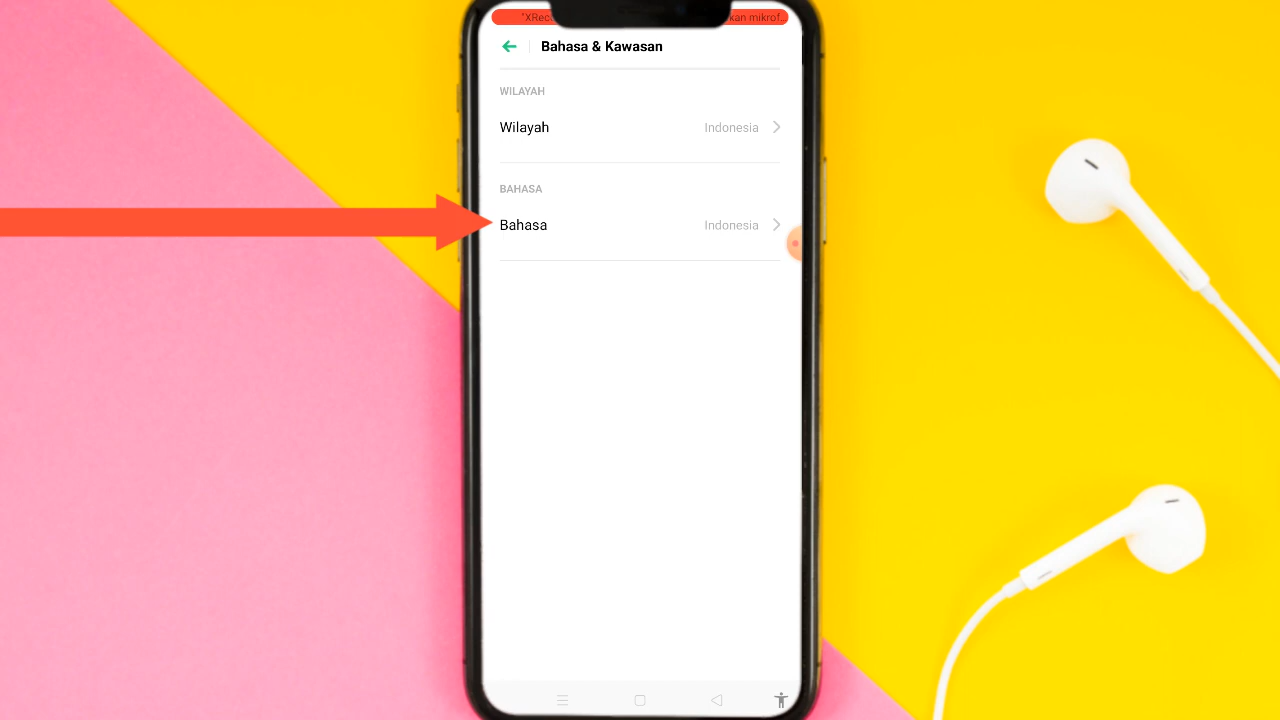 "XRec
kan mikrof...
Bahasa & Kawasan
WILAYAH
Wilayah Indonesia
BAHASA
Bahasa Indonesia